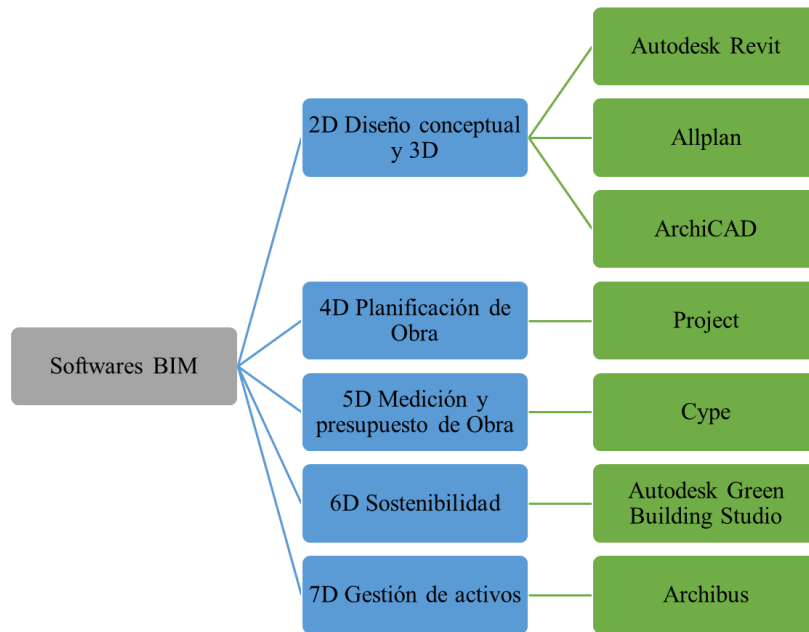 Autodesk Revit
2D Diseño conceptual
y 3D
Allplan
ArchiCAD
4D Planificación de
Obra
Project
Softwares BIM
5D Medición y
presupuesto de Obra
Cype
6D Sostenibilidad
Autodesk Green
Building Studio
7D Gestión de activos
Archibus